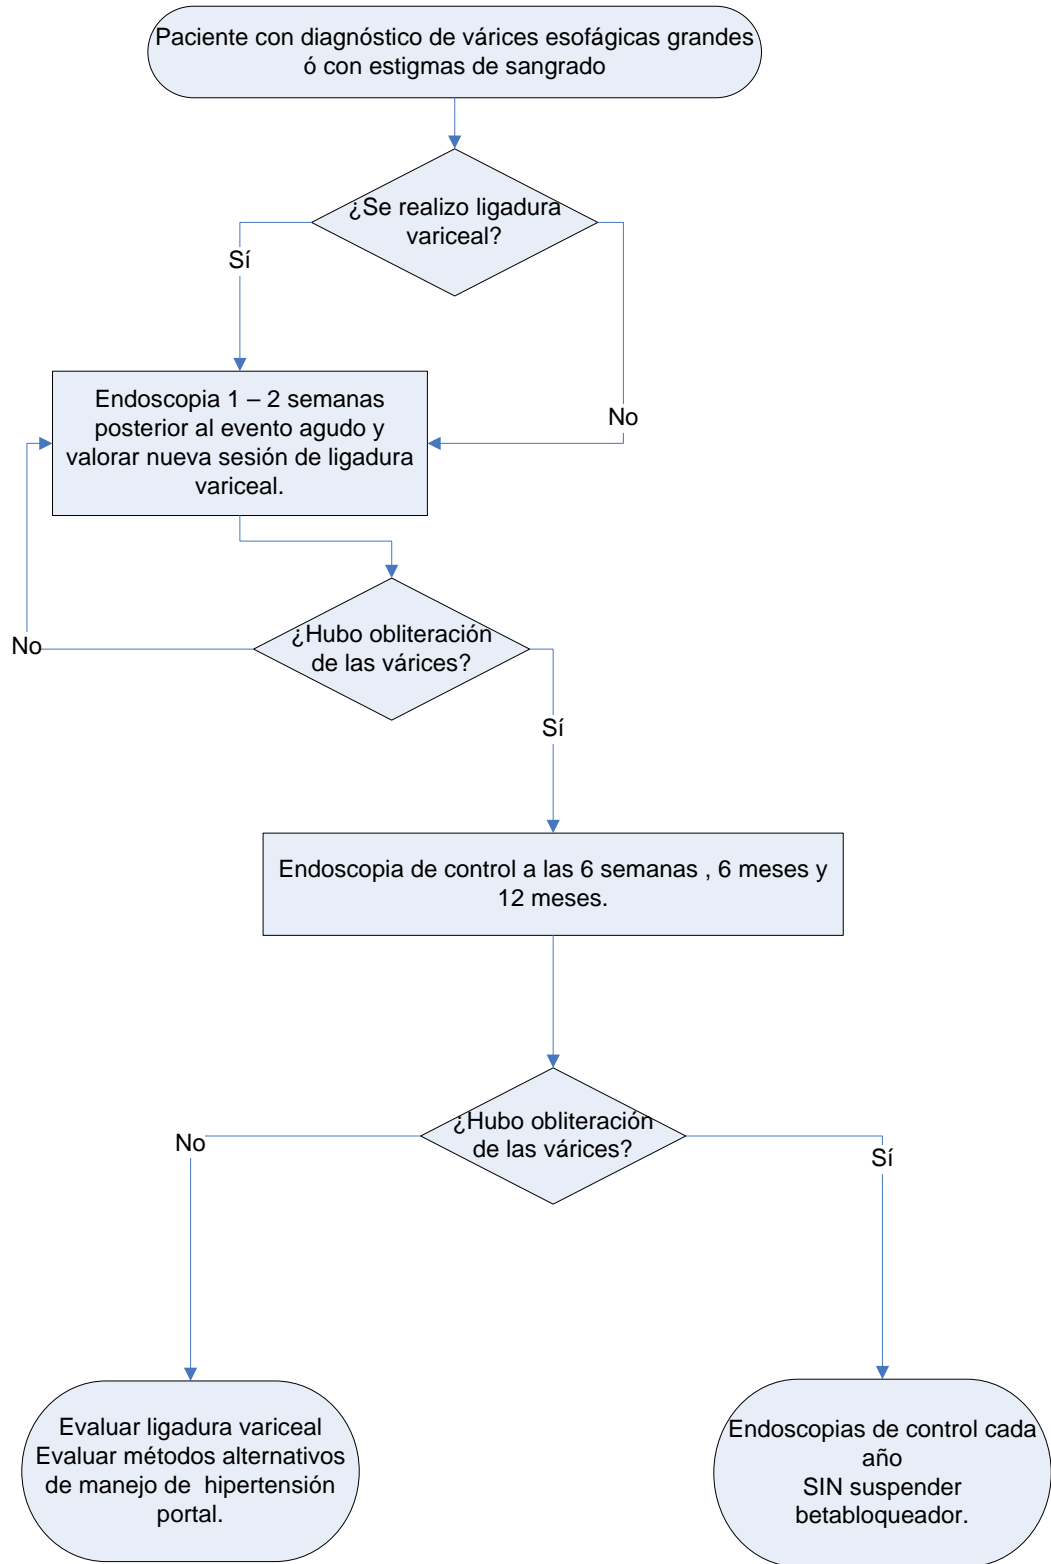 Paciente con diagnóstico de várices esofágicas grandes
ó con estigmas de sangrado
¿Se realizo ligadura
variceal?
Sí
No
Endoscopia 1 – 2 semanas
posterior al evento agudo y
valorar nueva sesión de ligadura
variceal.
¿Hubo obliteración
de las várices?
No
Sí
Endoscopia de control a las 6 semanas , 6 meses y
12 meses.
¿Hubo obliteración
de las várices?
No
Sí
Evaluar ligadura variceal
Evaluar métodos alternativos
de manejo de  hipertensión
portal.
Endoscopias de control cada
año
SIN suspender
betabloqueador.